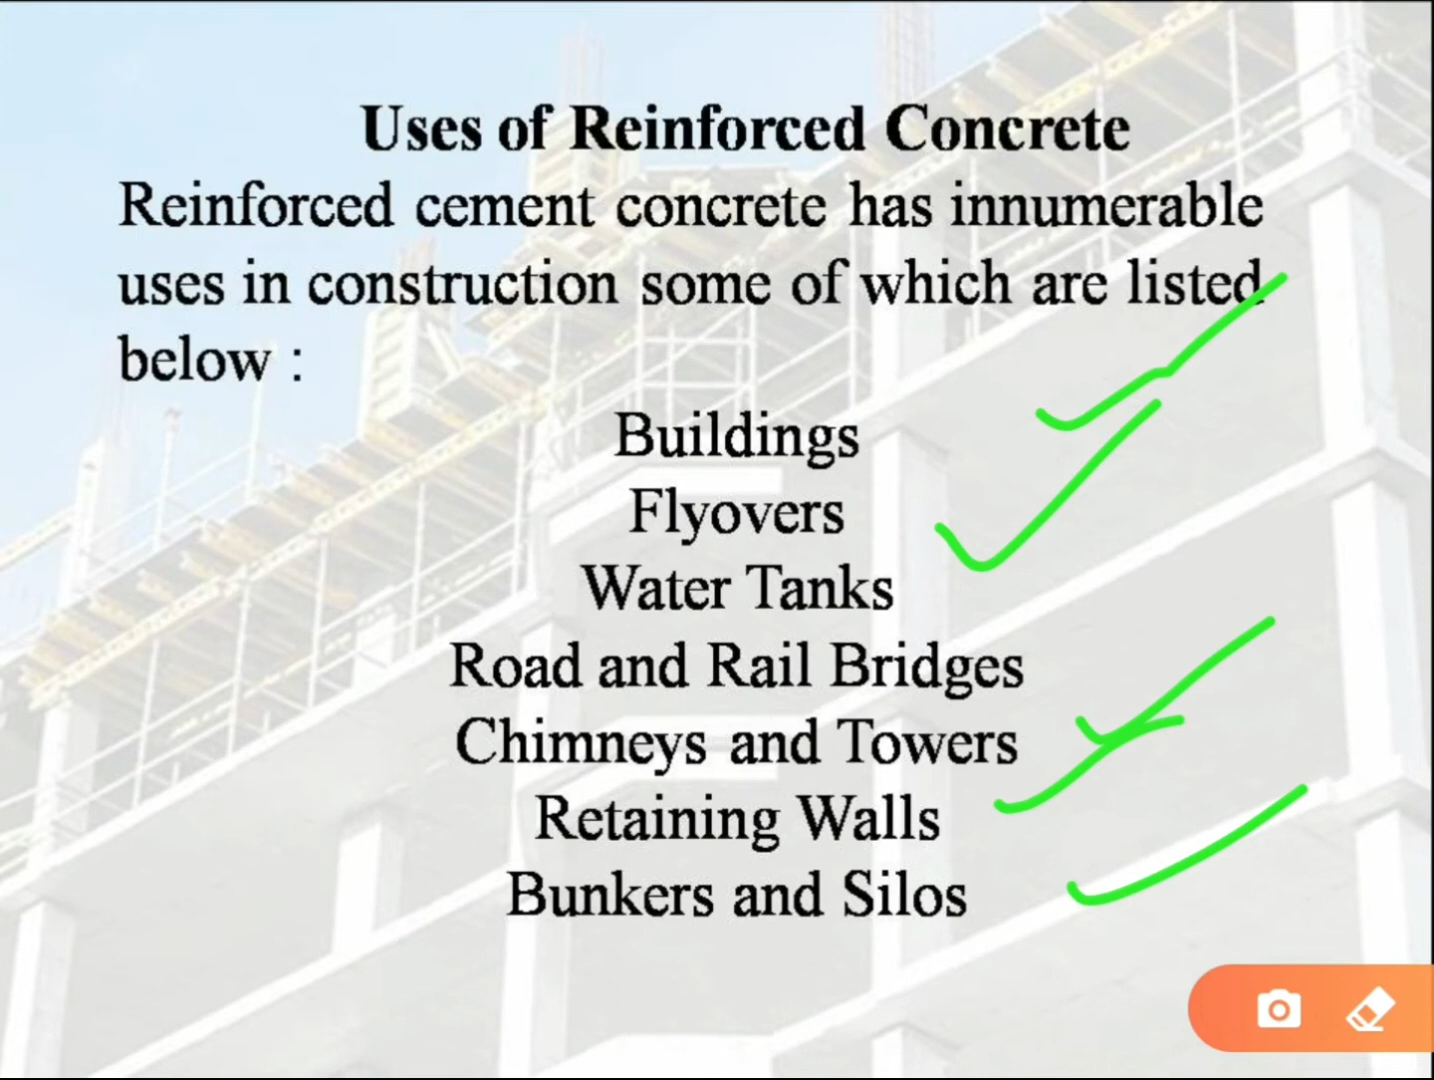 Uses of Reinforced Concrete
Reinforced cement concrete has innumerable
uses in construction some of which are listed
below :
Buildings
Flyovers
Water Tanks
Road and Rail Bridges
Chimneys and Towers
Retaining Walls
Bunkers and Silos